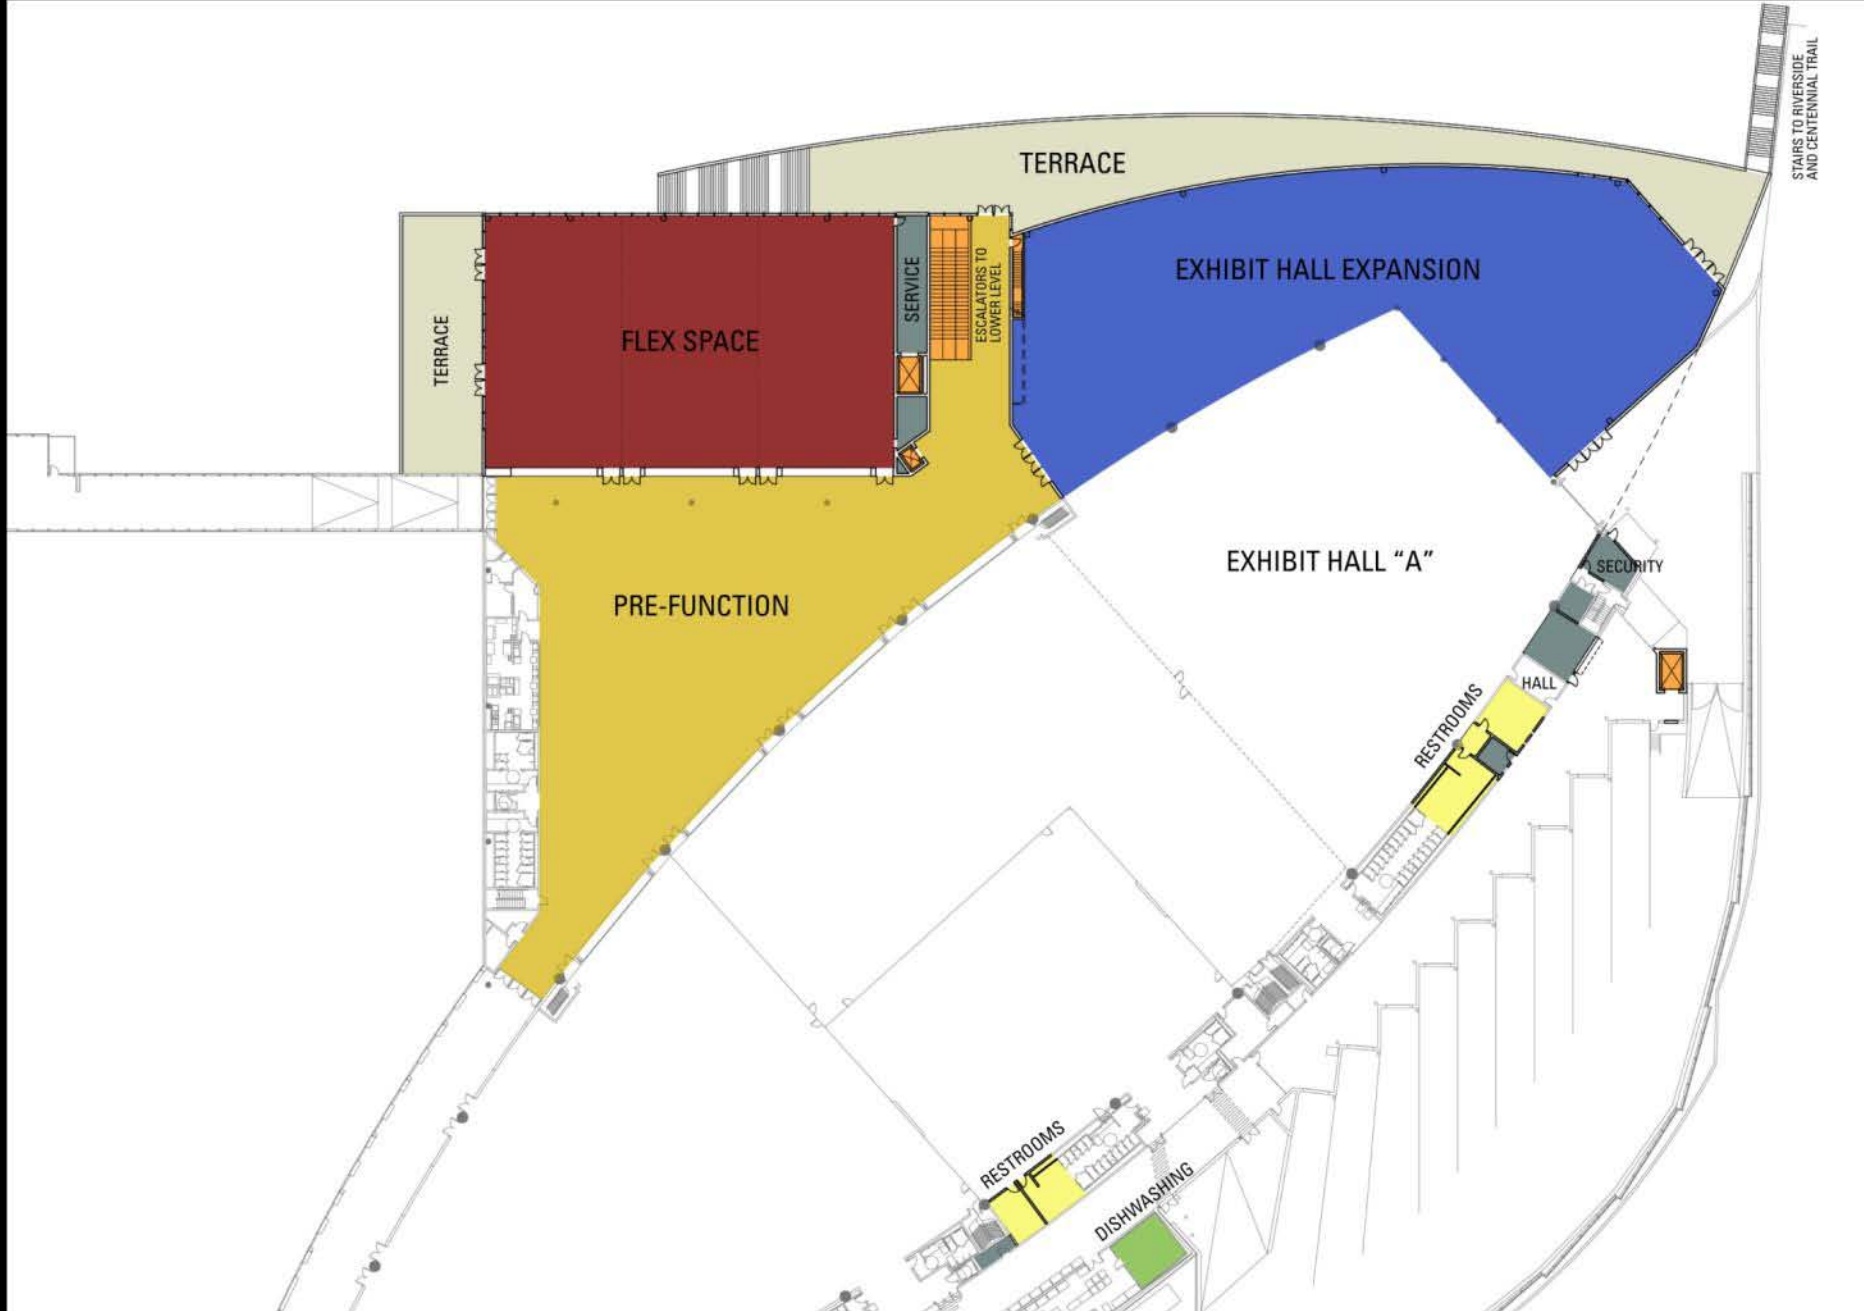 STAIRS TO RIVERSIDE
AND CENTENNIAL TRAIL
TERRACE
EXHIBIT HALL EXPANSION
SERVICE
ESCALATORS TO
LOWER LEVEL
FLEX SPACE
TERRACE
EXHIBIT HALL “A”
SECURITY
PRE-FUNCTION
HALL
RESTROOMS
RESTROOMS
DISHWASHING